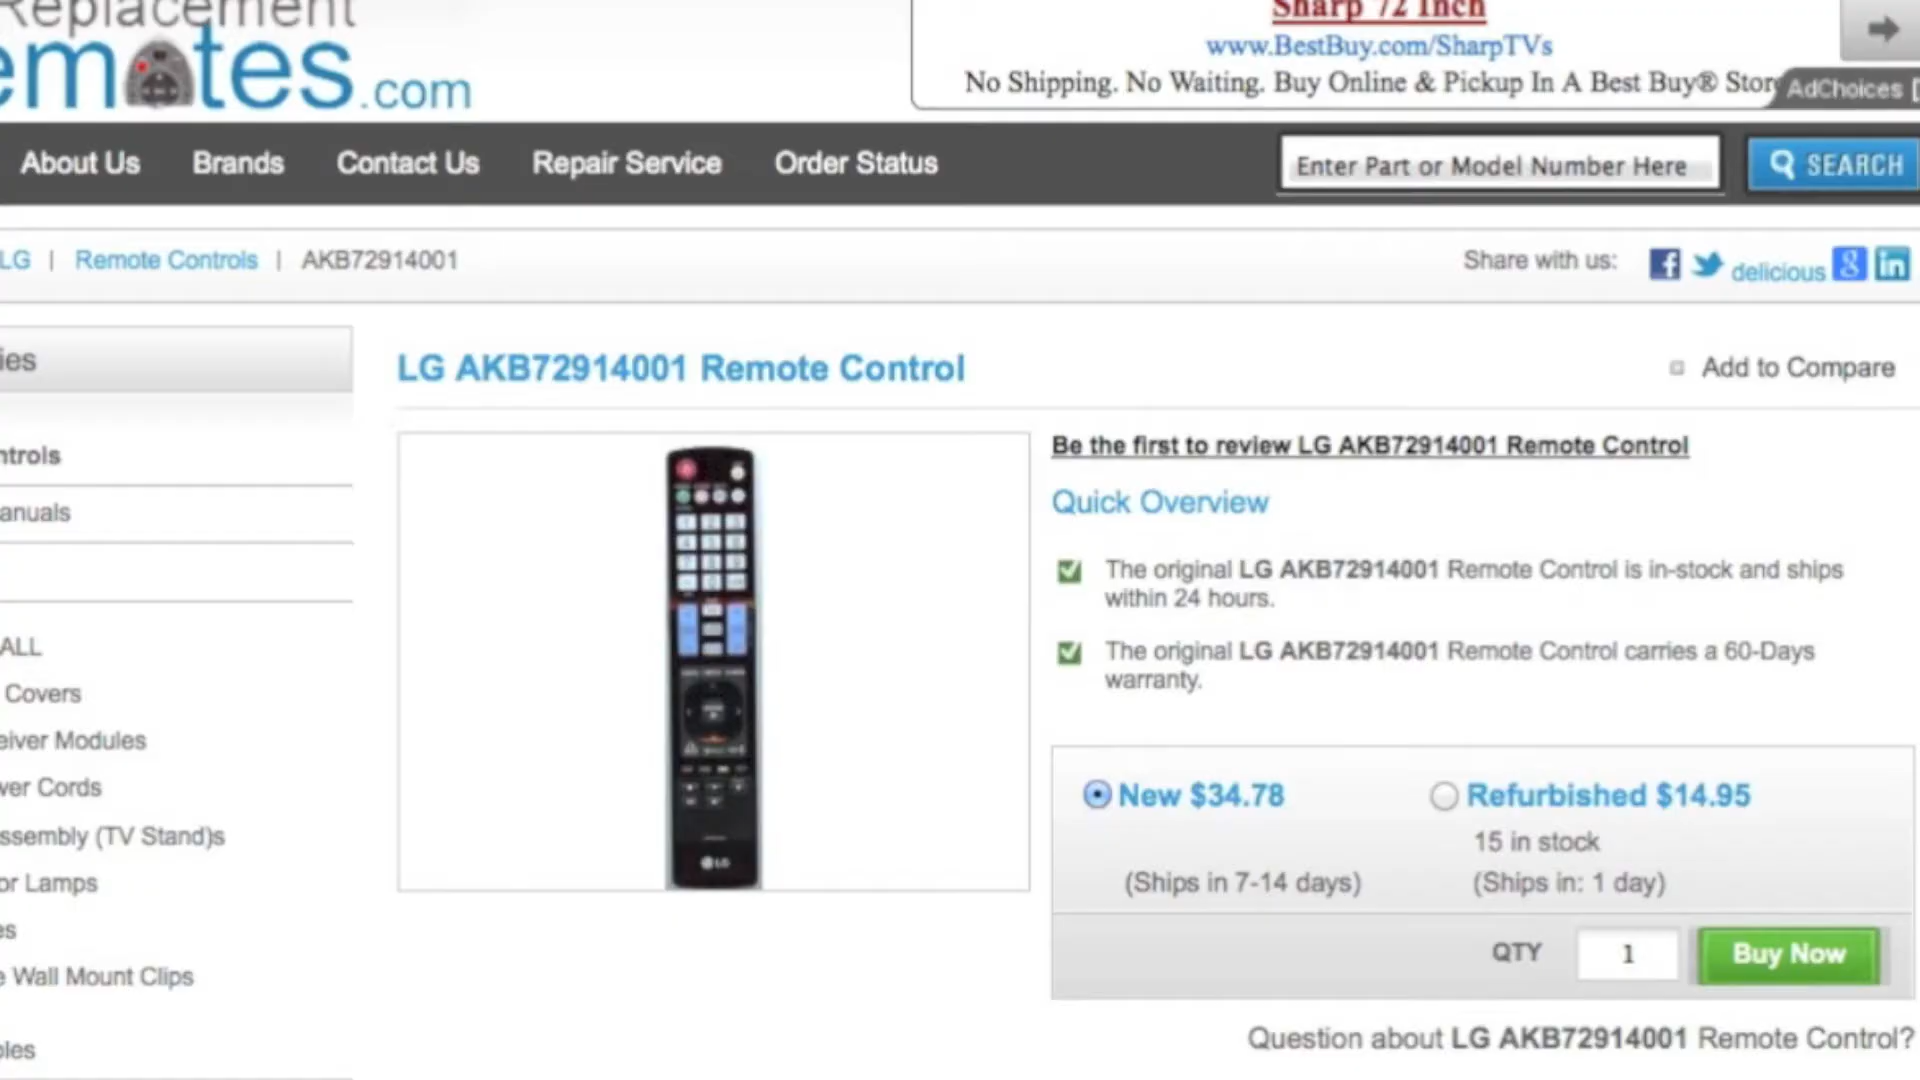 Replacement
Sharp 72 Inch
emotes.com
www.BestBuy.com/SharpTVs
No Shipping. No Waiting. Buy Online & Pickup In A Best Buy® Stor
AdChoices
About Us Brands Contact Us Repair Service Order Status
Enter Part or Model Number Here
SEARCH
LG | Remote Controls | AKB72914001
Share with us:
delicious
ies
LG AKB72914001 Remote Control
Add to Compare
ntrols
Be the first to review LG AKB72914001 Remote Control
anuals
Quick Overview
The original LG AKB72914001 Remote Control is in-stock and ships
within 24 hours.
ALL
The original LG AKB72914001 Remote Control carries a 60-Days
warranty.
Covers
eiver Modules
wer Cords
New $34.78
Refurbished $14.95
ssembly (TV Stand)s
15 in stock
or Lamps
(Ships in 7-14 days)
(Ships in: 1 day)
LG
es
QTY 1 Buy Now
e Wall Mount Clips
Question about LG AKB72914001 Remote Control?
bles